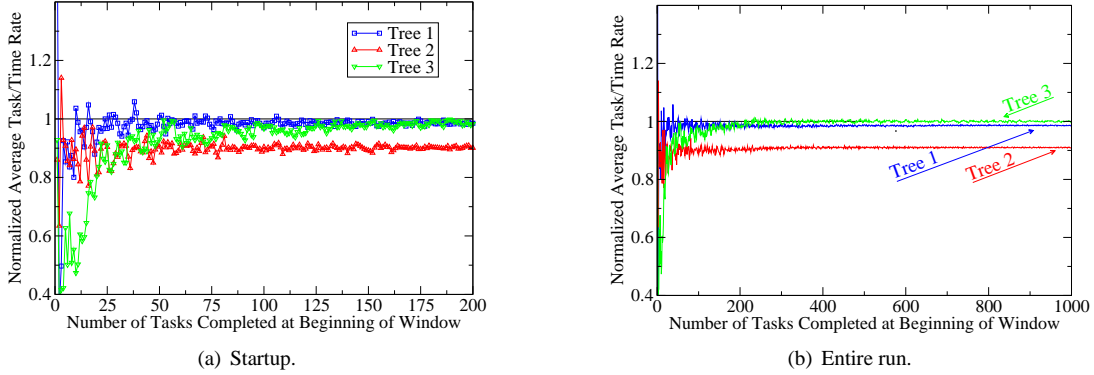 Normalized Average Task/Time Rate
1.2
1
0.8
0.6
0.4
Tree 1
Tree 2
Tree 3
0 25 50 75 100 125 150 175 200
Number of Tasks Completed at Beginning of Window
(a) Startup.
Normalized Average Task/Time Rate
1.2
1
0.8
0.6
0.4
Tree 3
Tree 1
Tree 2
0 200 400 600 800 1000
Number of Tasks Completed at Beginning of Window
(b) Entire run.